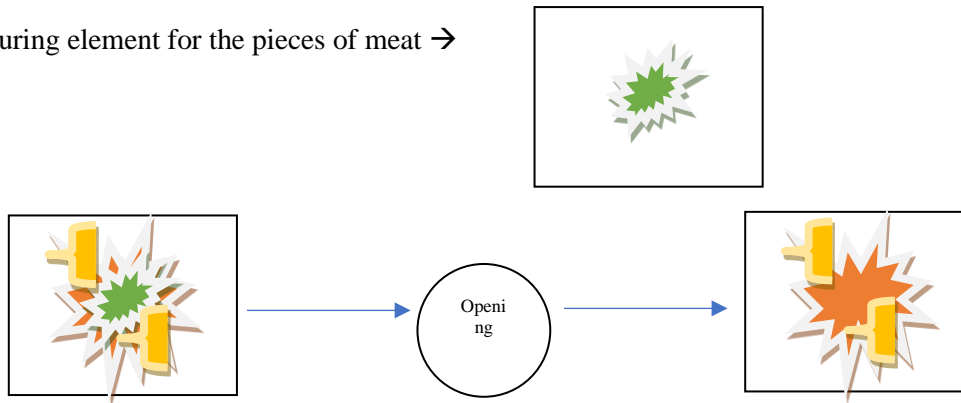 uring element for the pieces of meat →
Openi
ng